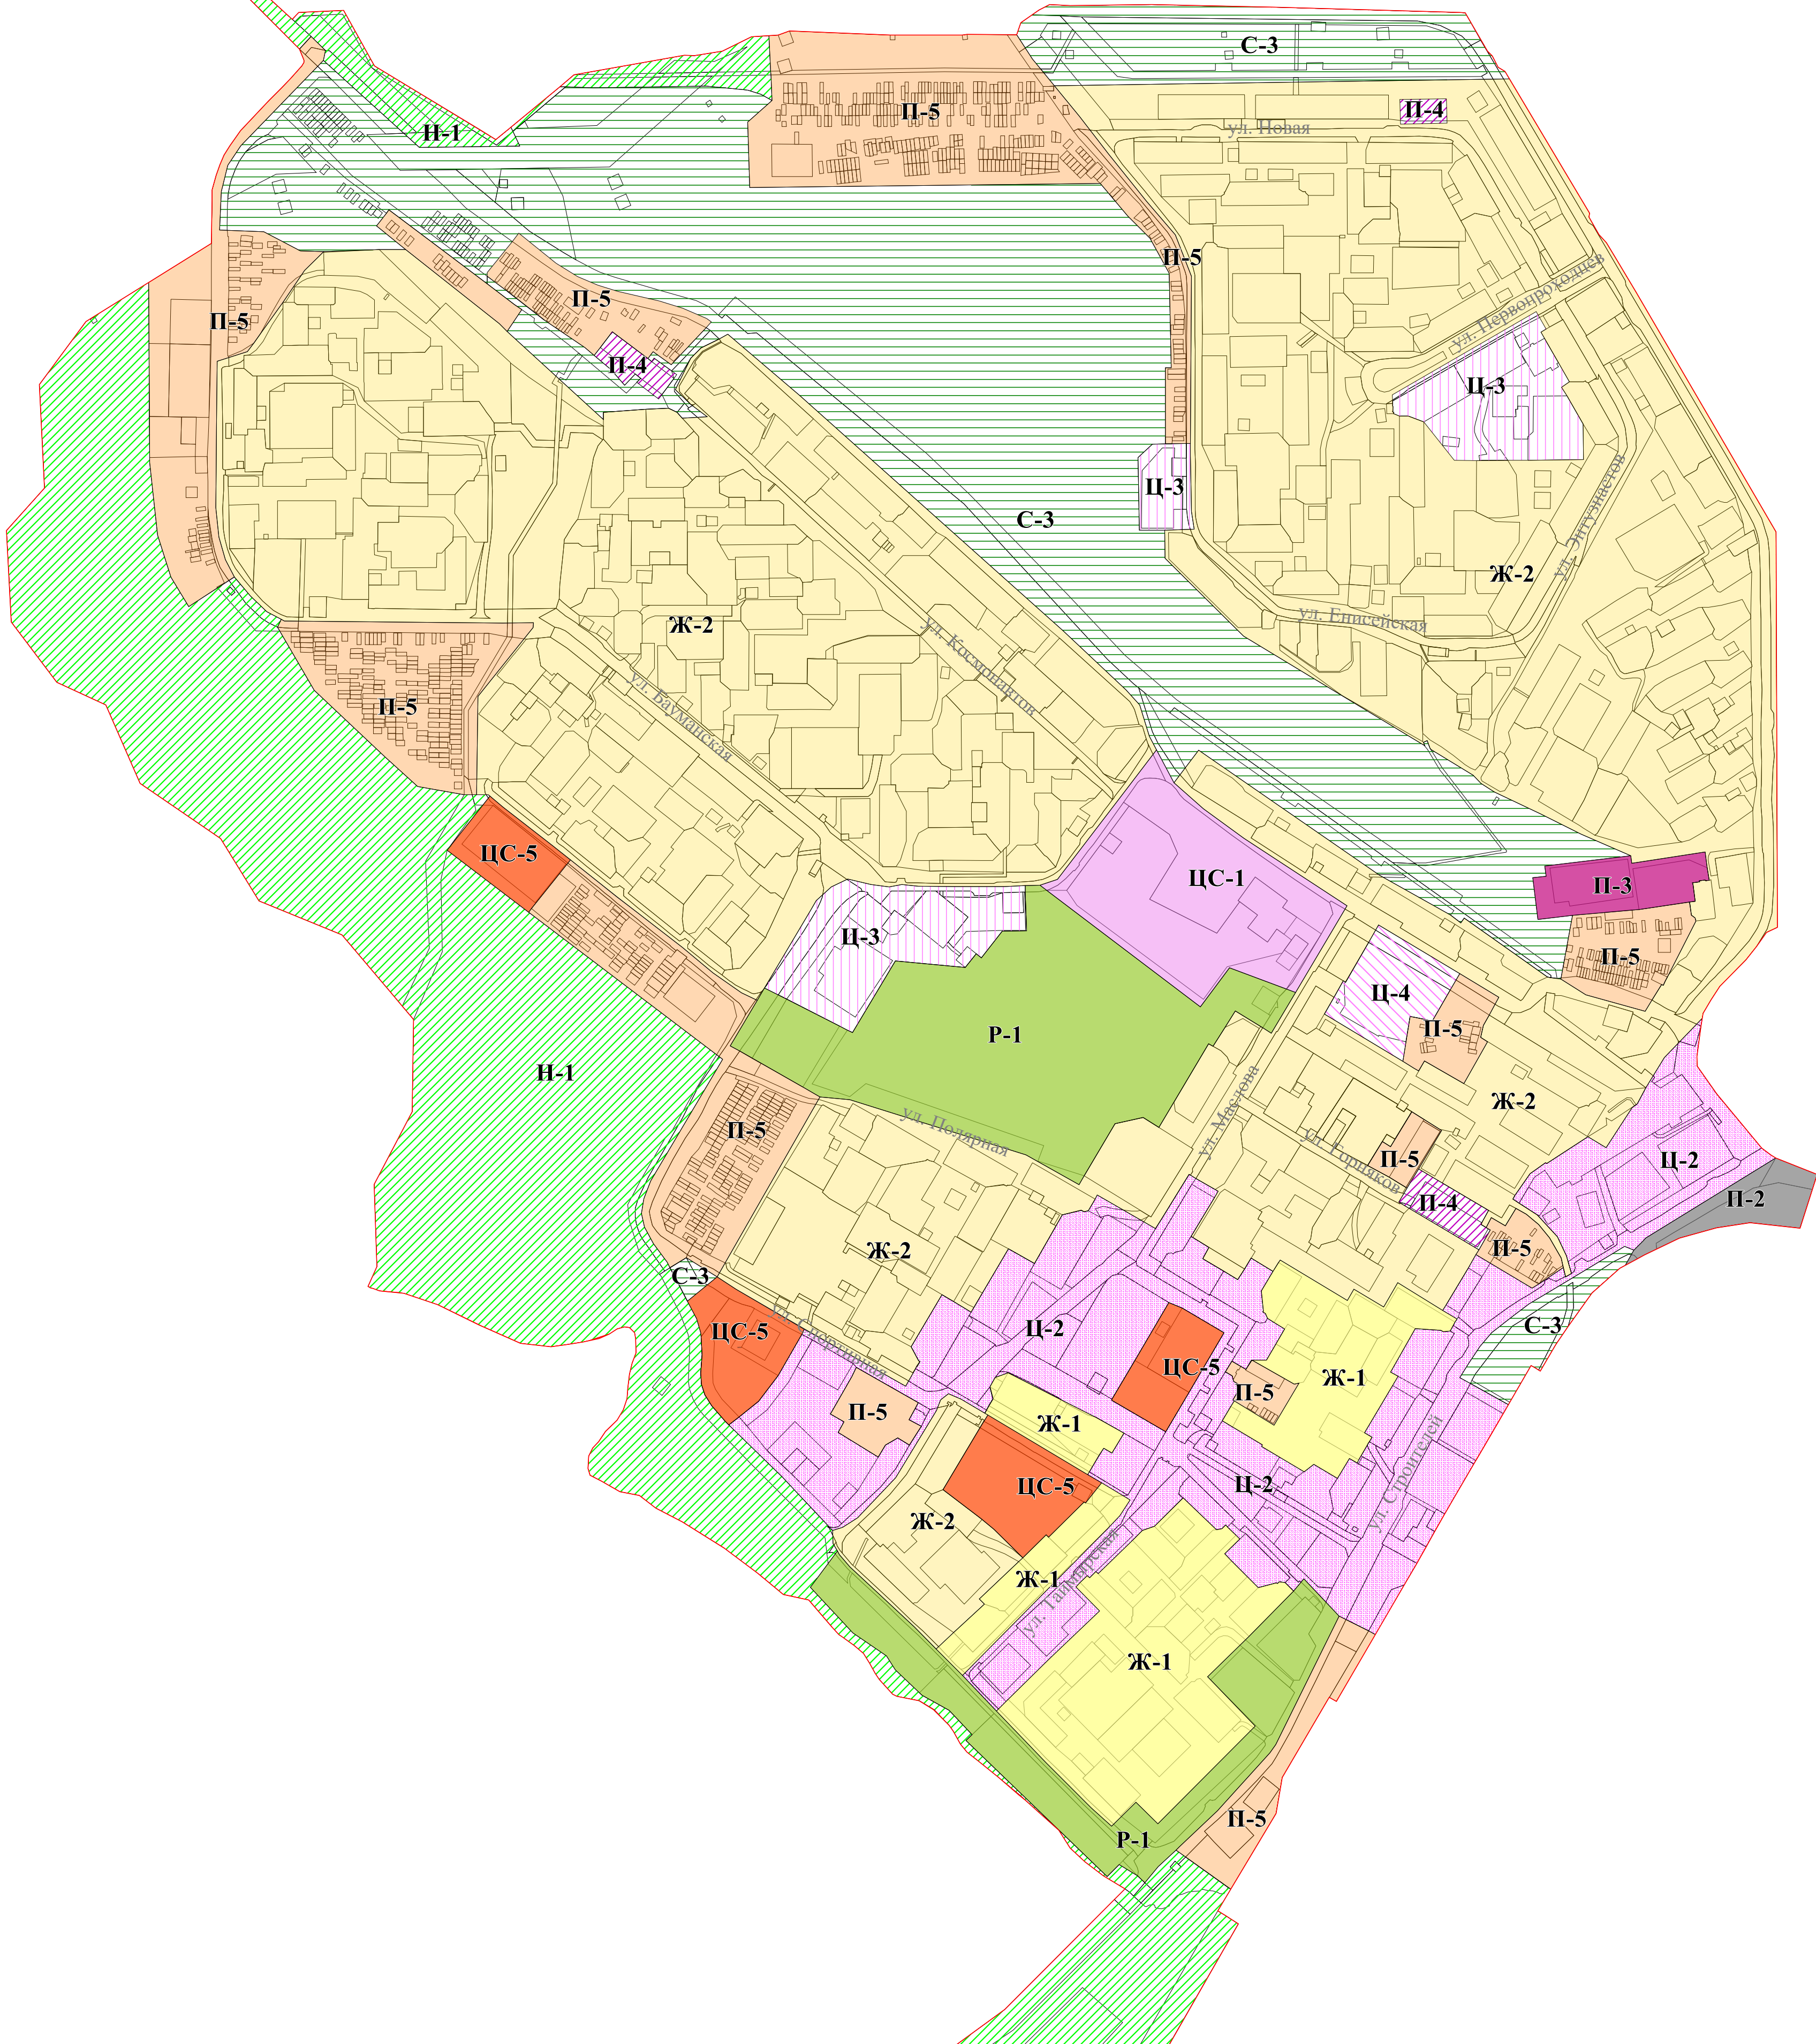 С-3
П-5
П-4
ул. Новая
Н-1
П-5
ул. Первопроходцев
П-5
П-5
П-4
Ц-3
Ц-3
С-3
ул. Энтузиастов
Ж-2
ул. Енисейская
Ж-2
ул. Космонавтов
П-5
ул. Бауманская
ЦС-5
ЦС-1
П-3
Ц-3
П-5
Ц-4
П-5
Р-1
Н-1
Ж-2
ул. Маслова
П-5
ул. Полярная
ул. Горняков
П-5
Ц-2
П-2
П-4
Ж-2
П-5
С-3
С-3
ЦС-5
ул. Спортивная
Ц-2
ЦС-5
П-5
Ж-1
П-5
Ж-1
ул. Строителей
ЦС-5
Ц-2
Ж-2
Ж-1
ул. Таймырская
Ж-1
П-5
Р-1